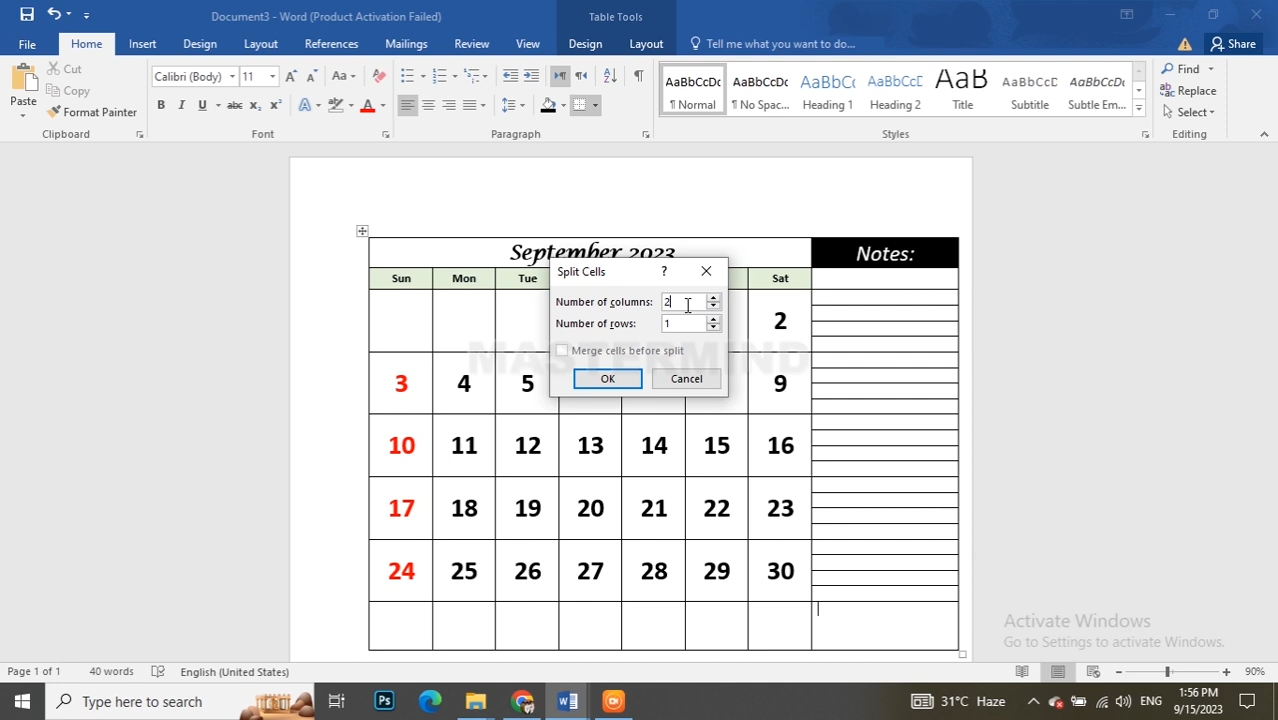 Document3 - Word (Product Activation Failed)
Table Tools
File
Home
Insert
Design
Layout
References
Mailings
Review
View
Design
Layout
Tell me what you want to do...
Share
Paste
Cut
Copy
Format Painter
Clipboard
Calibri (Body)
11
Font
Paragraph
AaBbCcDc
¶ Normal
AaBbCcDc
¶ No Spac...
AaBbC
Heading 1
AaBbCcE
Heading 2
AaB
Title
AaBbCcD
Subtitle
AaBbCcDc
Subtle Em...
Styles
Find
Replace
Select
Editing
September 2023
Notes:
Sun Mon Tue Sat
2
3 4 5 9
10 11 12 13 14 15 16
17 18 19 20 21 22 23
24 25 26 27 28 29 30
Split Cells
?
Number of columns: 2
Number of rows: 1
Merge cells before split
OK
Cancel
MASTERMIND
Activate Windows
Go to Settings to activate Windows.
Page 1 of 1
40 words
English (United States)
90%
Type here to search
Ps
31°C Haze
ENG
1:56 PM
9/15/2023